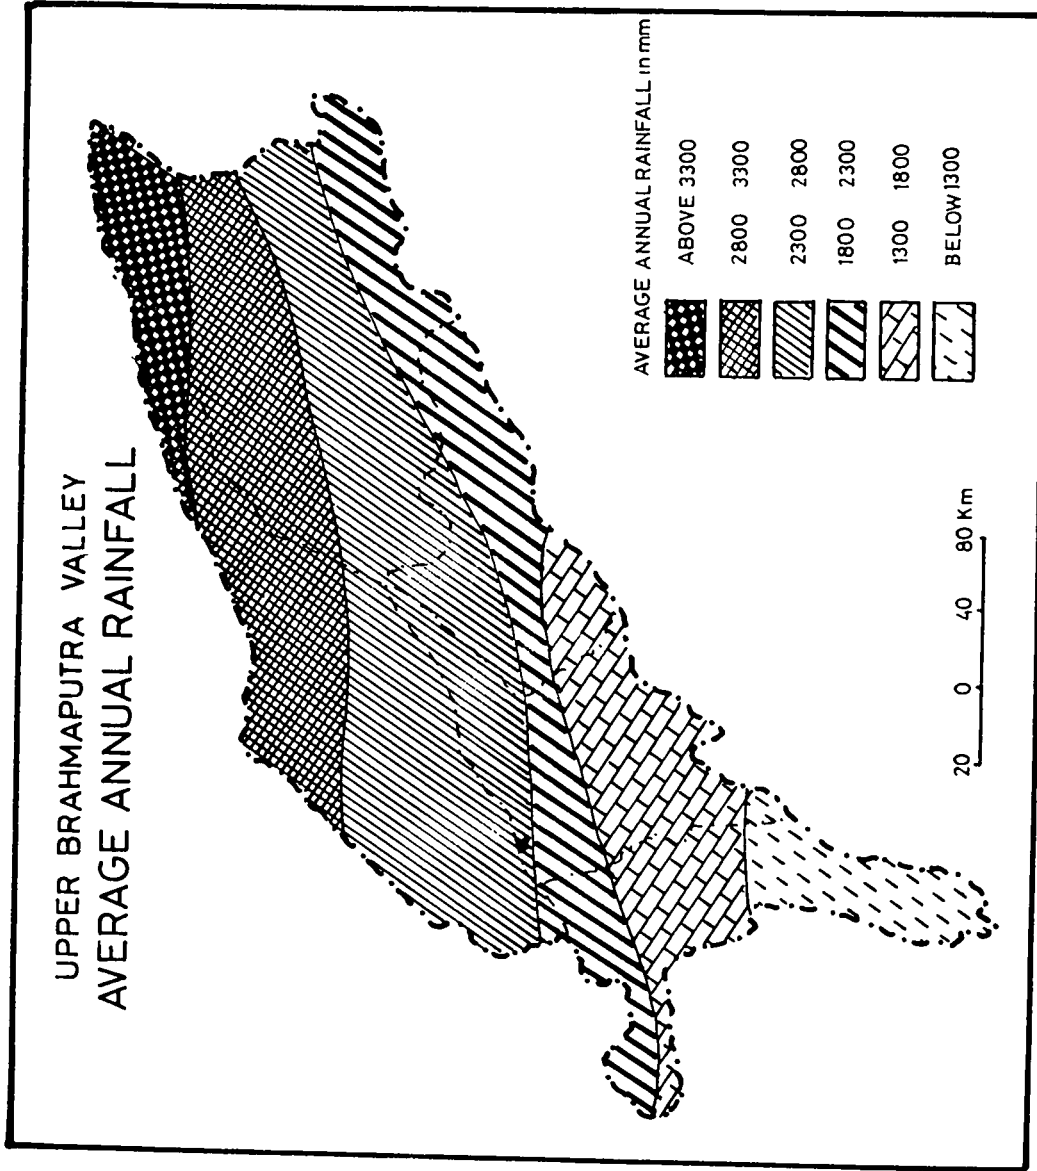 UPPER BRAHMAPUTRA VALLEY
AVERAGE ANNUAL RAINFALL
AVERAGE ANNUAL RAINFALL in mm
ABOVE 3300
2800 3300
2300 2800
1800 2300
1300 1800
BELOW 1300
20 0 40 80 Km